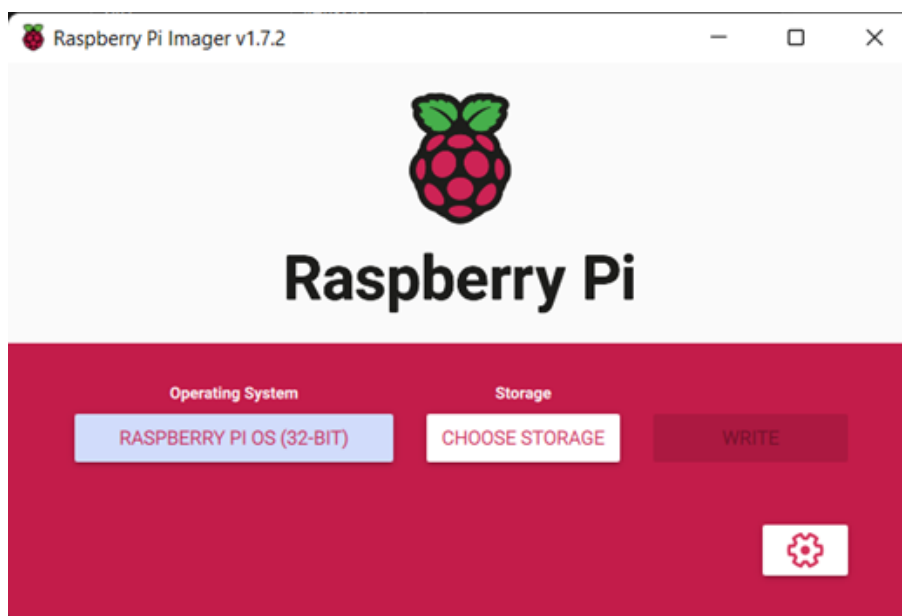 Raspberry Pi Imager v1.7.2
Raspberry Pi
Operating System
Storage
RASPBERRY PI OS (32-BIT)
CHOOSE STORAGE
WRITE